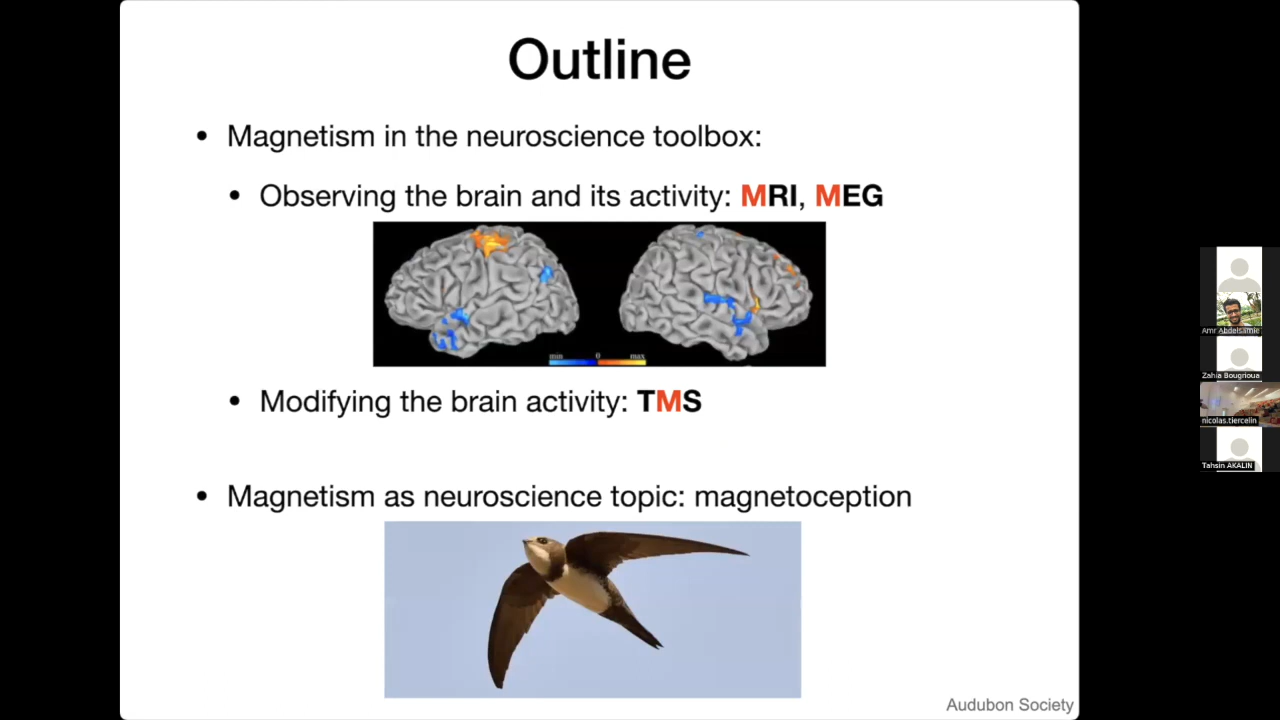 Outline
• Magnetism in the neuroscience toolbox:
• Observing the brain and its activity: MRI, MEG
min 0 max
• Modifying the brain activity: TMS
• Magnetism as neuroscience topic: magnetoception
Audubon Society
Amr Abdelsamie
Zahia Bougrioua
nicolas.tiercelin
Tahsin AKALIN